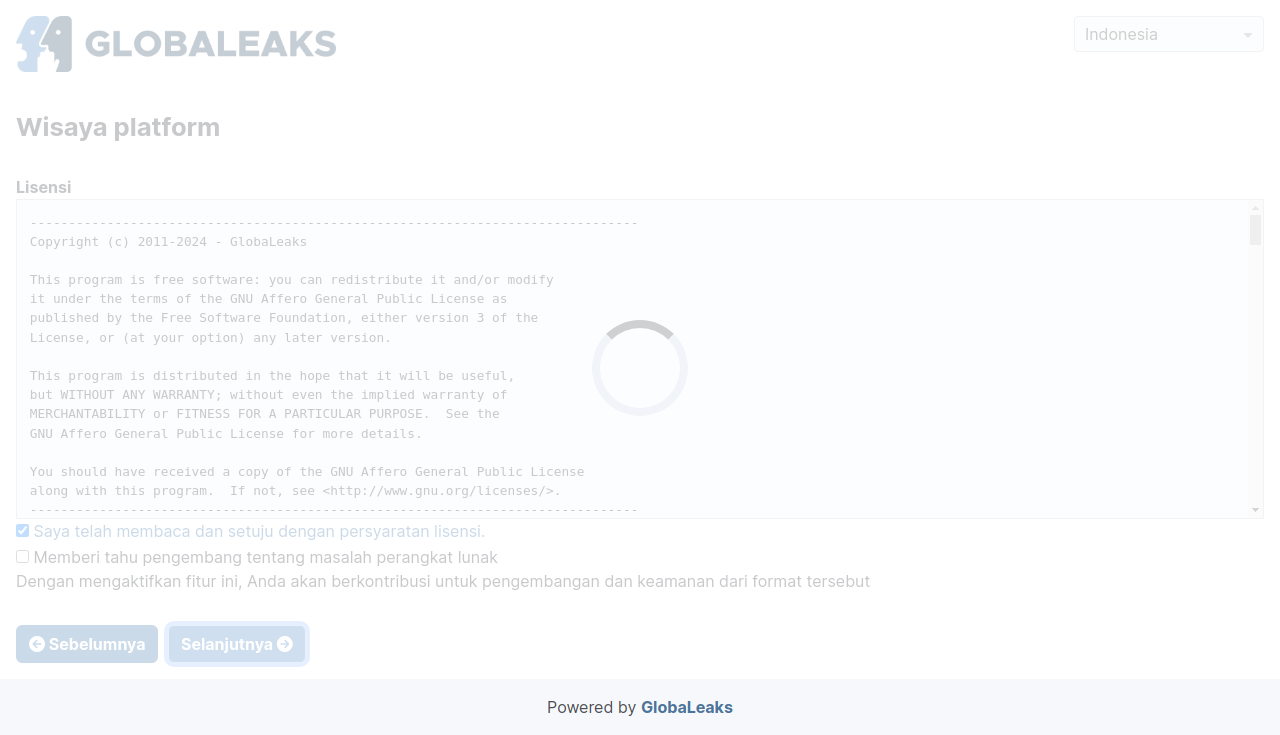 GLOBALEAKS
Indonesia
Wisaya platform
Lisensi
-------------------------------------------------------------------------------
Copyright (c) 2011-2024 - GlobaLeaks
This program is free software: you can redistribute it and/or modify
it under the terms of the GNU Affero General Public License as
published by the Free Software Foundation, either version 3 of the
License, or (at your option) any later version.
This program is distributed in the hope that it will be useful,
but WITHOUT ANY WARRANTY; without even the implied warranty of
MERCHANTABILITY or FITNESS FOR A PARTICULAR PURPOSE.  See the
GNU Affero General Public License for more details.
You should have received a copy of the GNU Affero General Public License
along with this program.  If not, see <http://www.gnu.org/licenses/>.
-------------------------------------------------------------------------------
Saya telah membaca dan setuju dengan persyaratan lisensi.
Memberi tahu pengembang tentang masalah perangkat lunak
Dengan mengaktifkan fitur ini, Anda akan berkontribusi untuk pengembangan dan keamanan dari format tersebut
Sebelumnya Selanjutnya
Powered by GlobaLeaks